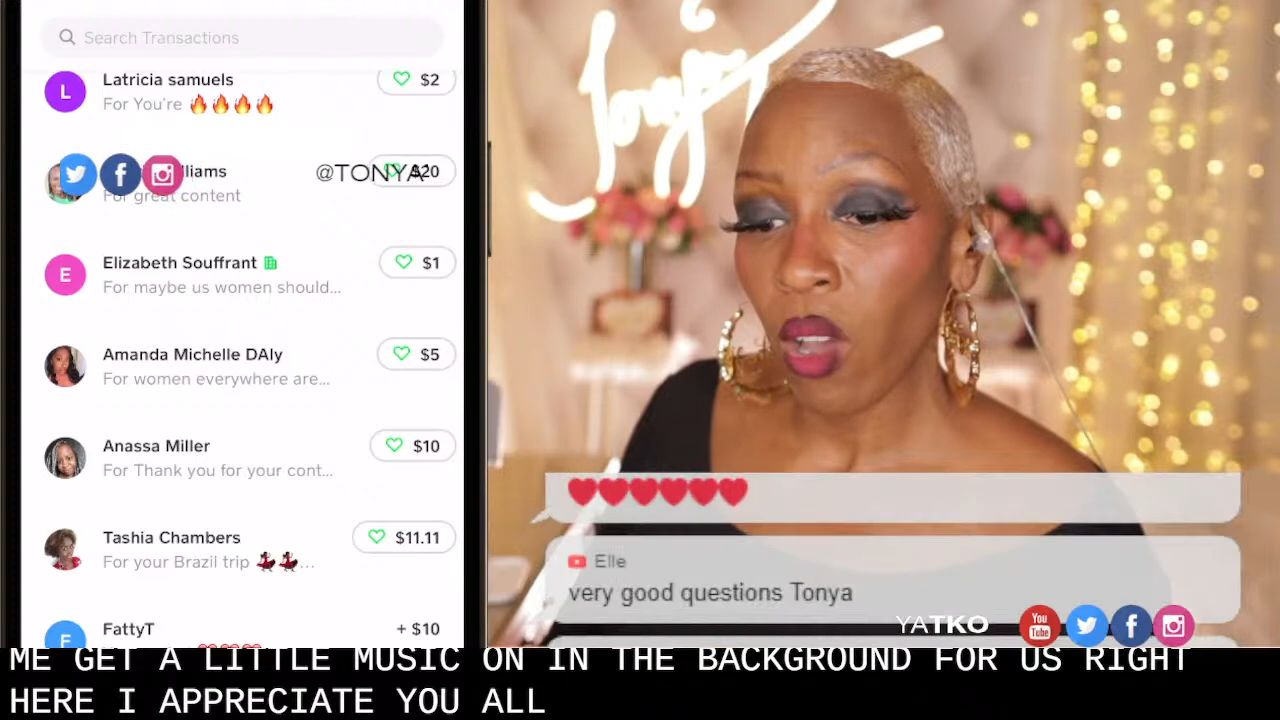 Search Transactions
L
Latricia samuels
$2
For You're 🔥🔥🔥🔥
lliams
@TONYA
$20
For great content
E
Elizabeth Souffrant
$1
For maybe us women should...
Amanda Michelle DAly
$5
For women everywhere are...
Anassa Miller
$10
For Thank you for your cont...
Tashia Chambers
$11.11
For your Brazil trip 💃💃...
F
FattyT
+ $10
Tonya
❤❤❤❤❤❤
Elle
very good questions Tonya
YATKO
You
Tube
ME GET A LITTLE MUSIC ON IN THE BACKGROUND FOR US RIGHT
HERE I APPRECIATE YOU ALL